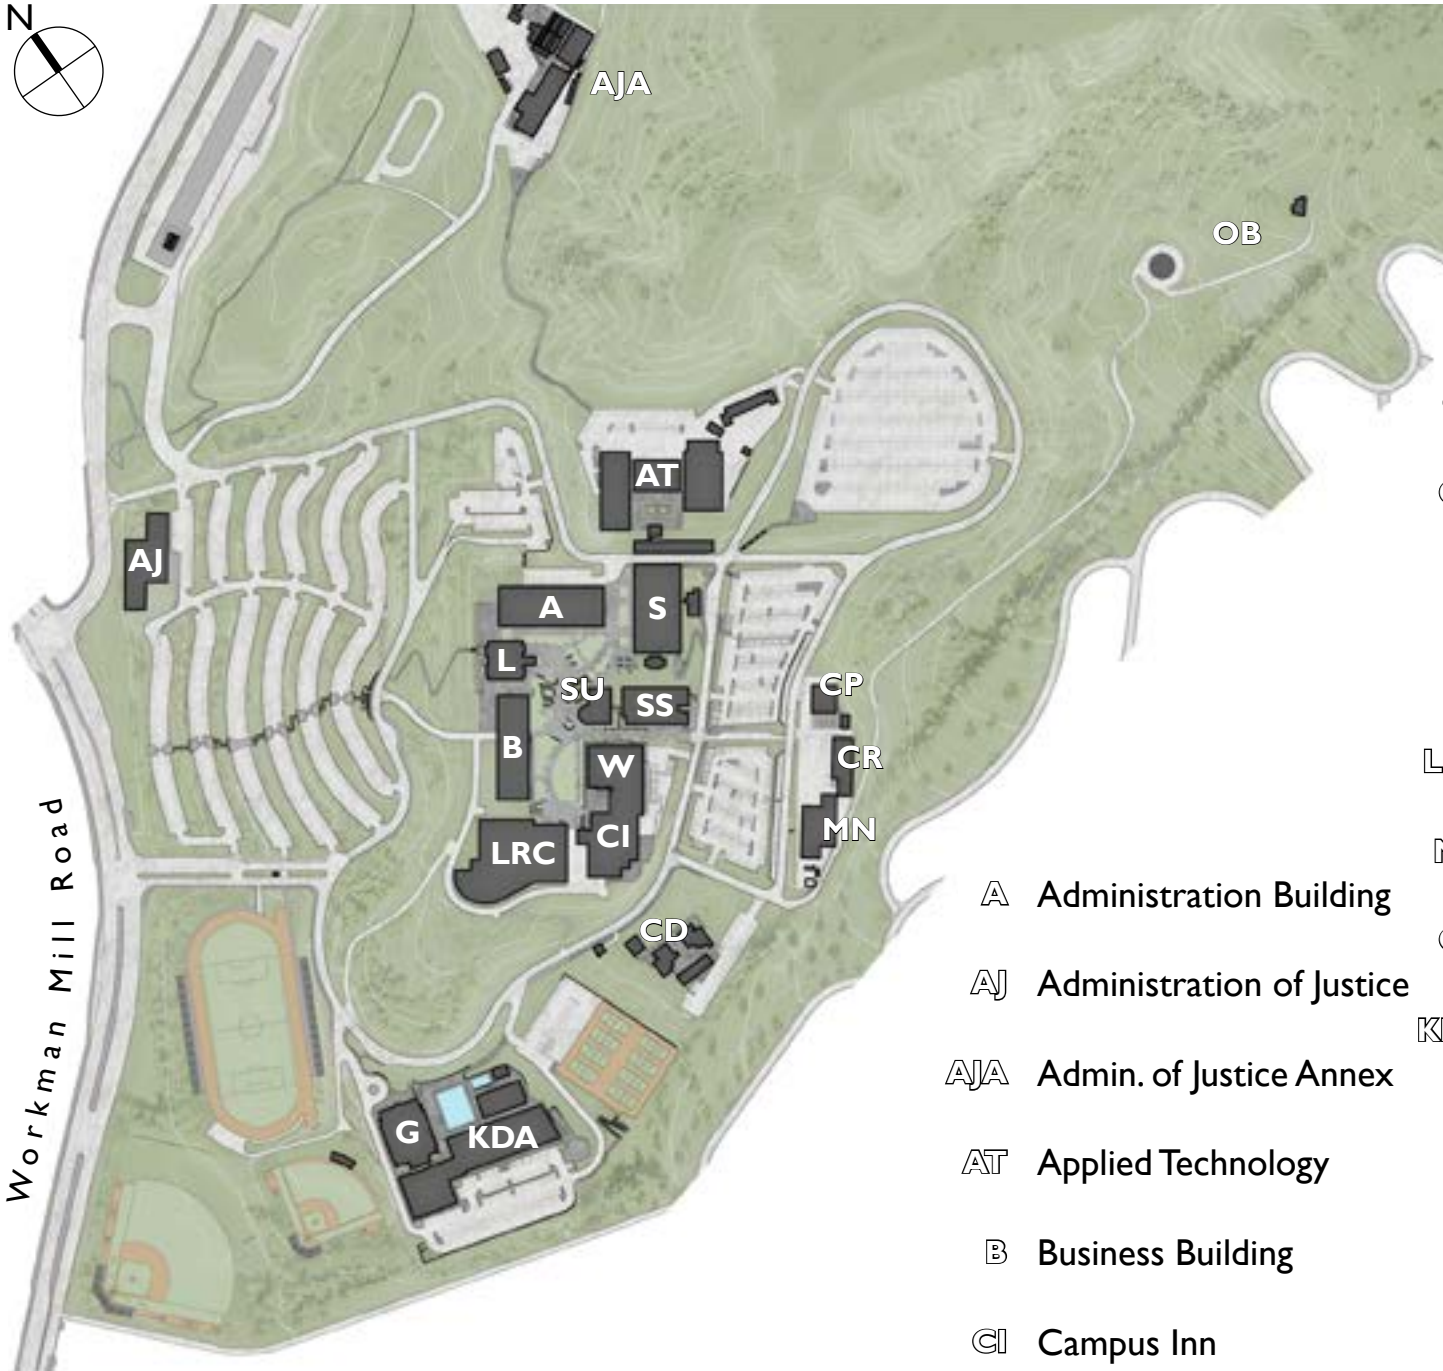 N
AJA
OB
AT
AJ
A
S
L
SU
SS
CP
B
W
CR
CI
MN
LRC
CD
G
KDA
Workman Mill Road
A Administration Building
AJ Administration of Justice
AJA Admin. of Justice Annex
AT Applied Technology
B Business Building
CI Campus Inn
L